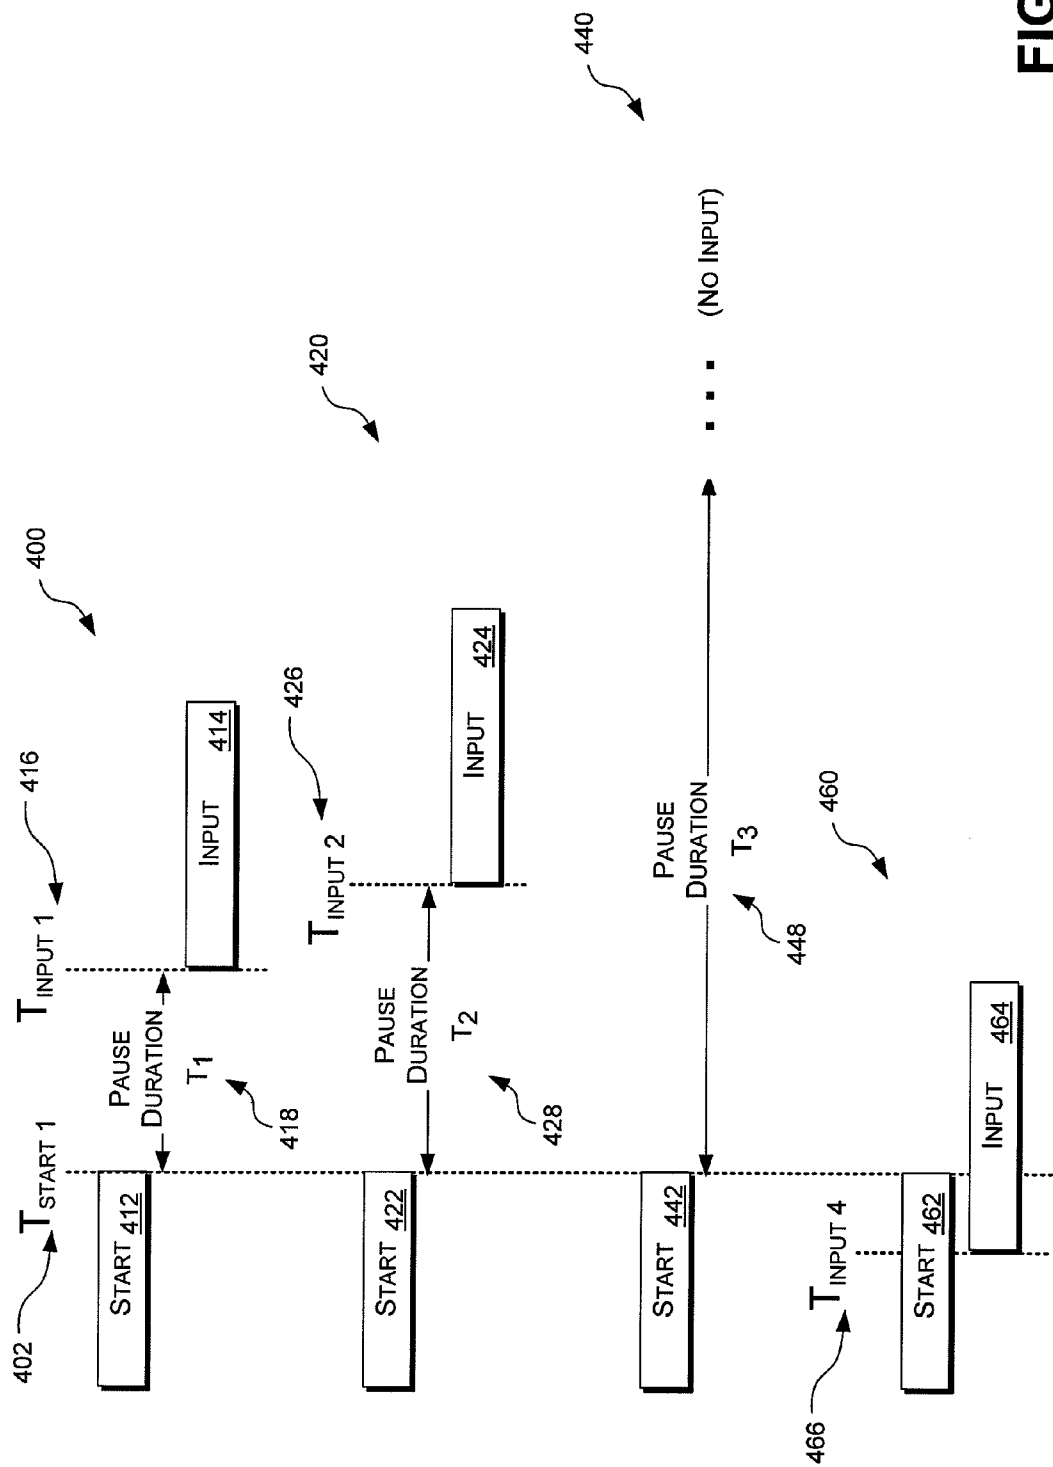 402
T START 1
T INPUT 1
416
400
START 412
PAUSE
DURATION
T1
418
INPUT 414
T INPUT 2
426
420
START 422
PAUSE
DURATION
T2
428
INPUT 424
440
START 442
PAUSE
DURATION
T3
448
(NO INPUT)
466
T INPUT 4
460
START 462
INPUT 464
FIG